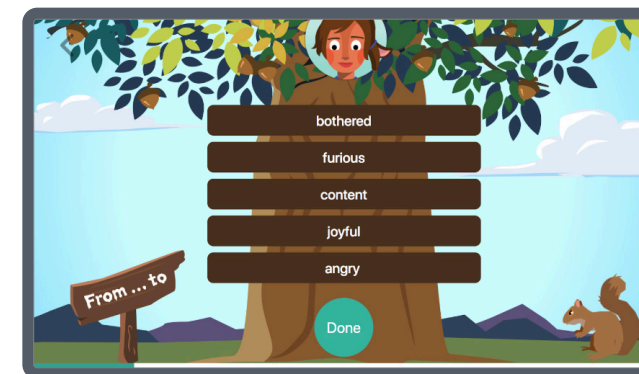 bothered
furious
content
joyful
angry
From ... to
Done